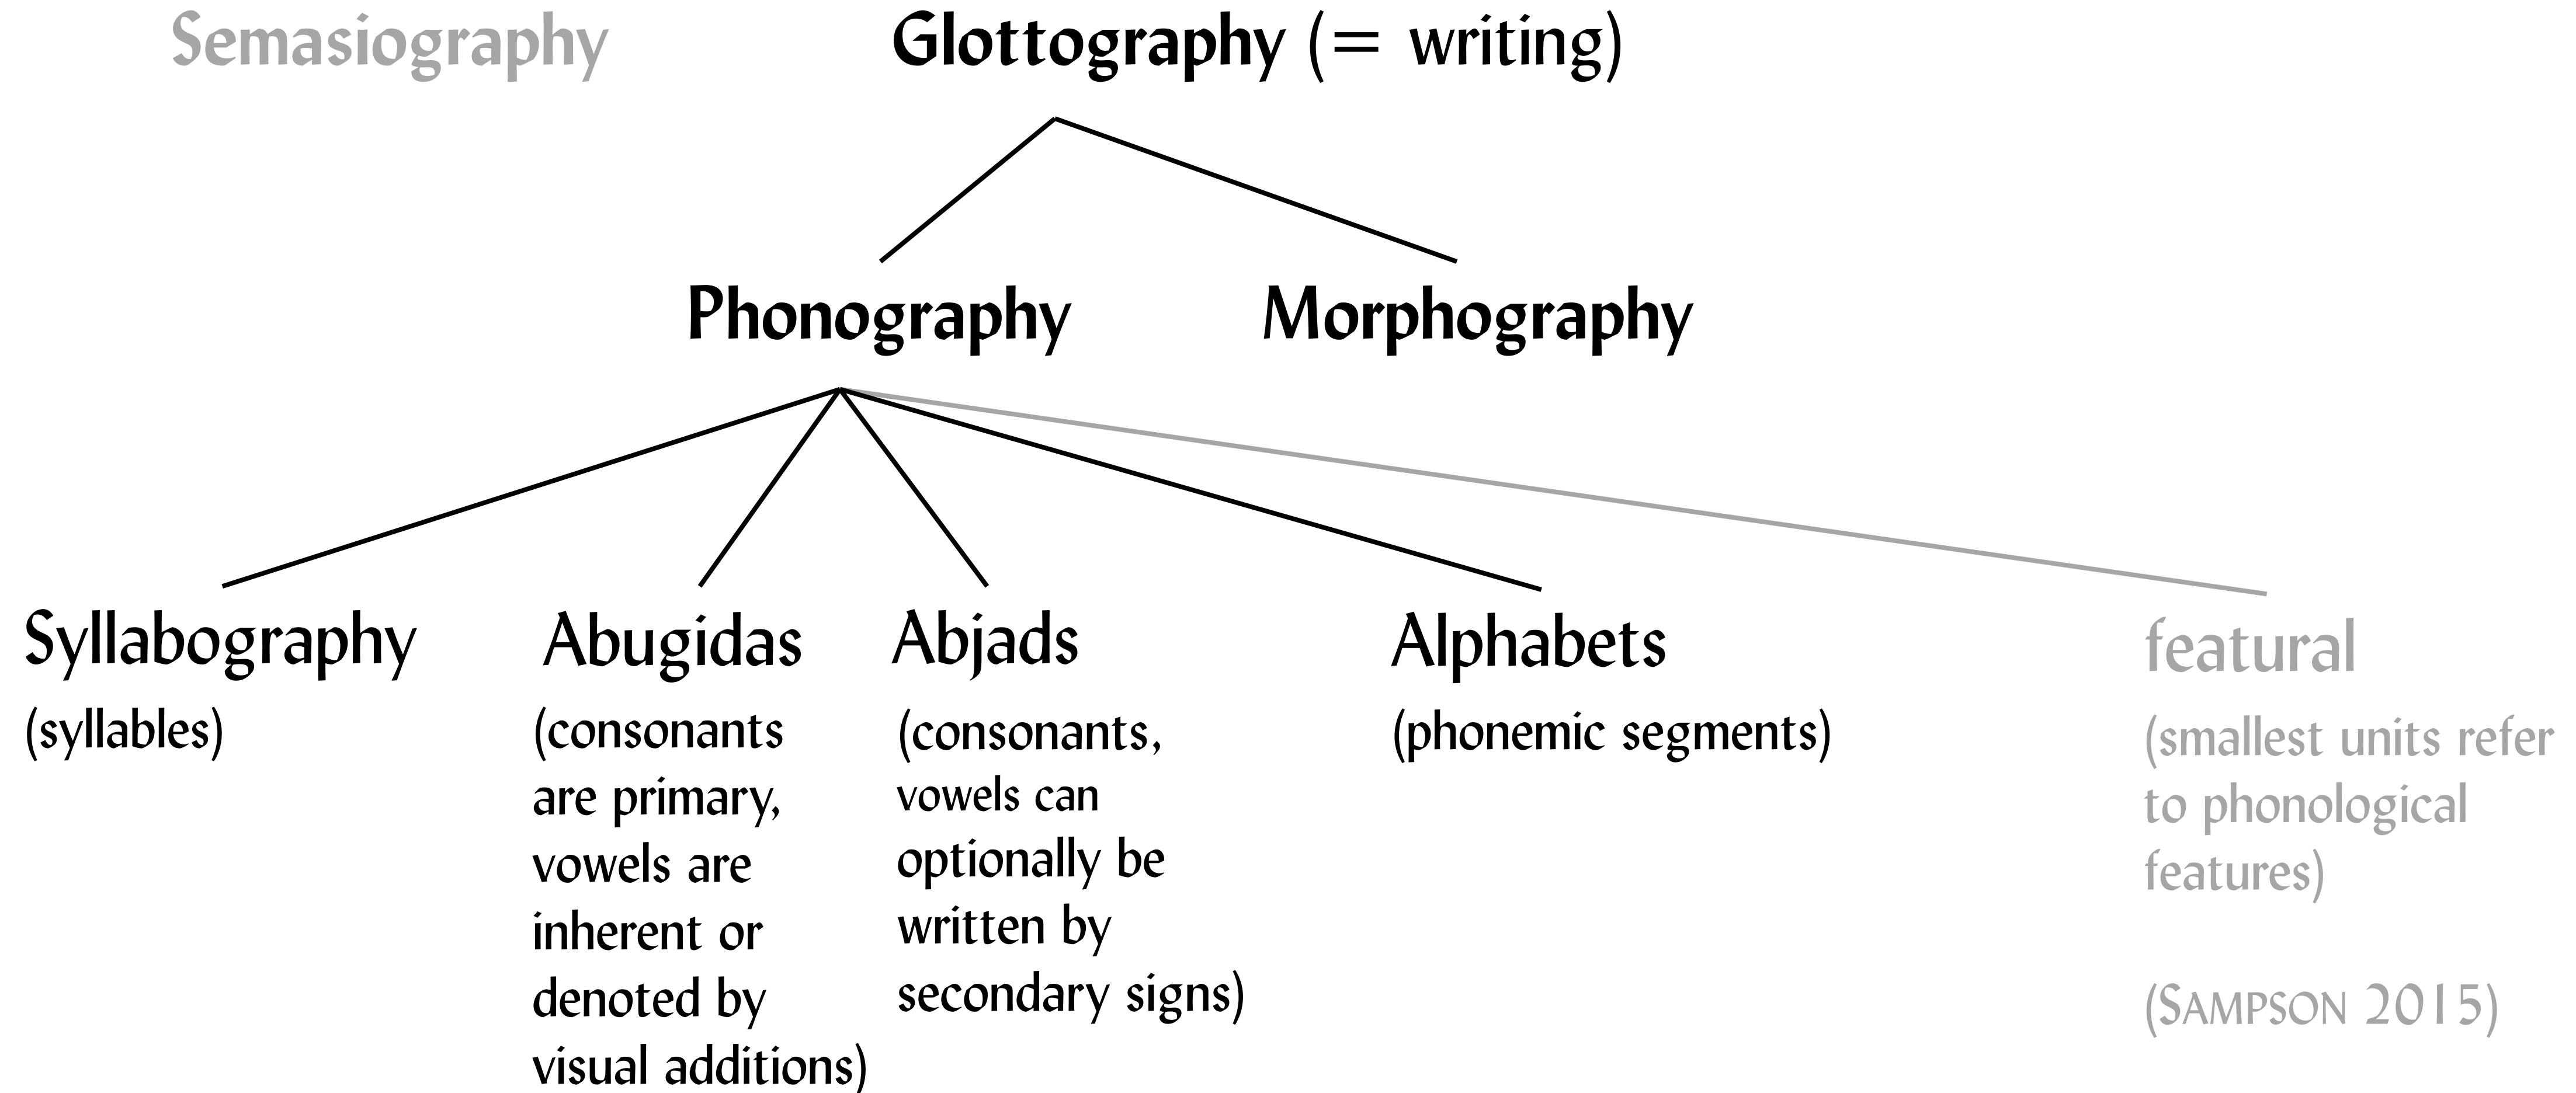 Semasiography
Glottography (= writing)
Phonography
Morphography
Syllabography
(syllables)
Abugidas
(consonants
are primary,
vowels are
inherent or
denoted by
visual additions)
Abjads
(consonants,
vowels can
optionally be
written by
secondary signs)
Alphabets
(phonemic segments)
featural
(smallest units refer
to phonological
features)
(SAMPSON 2015)